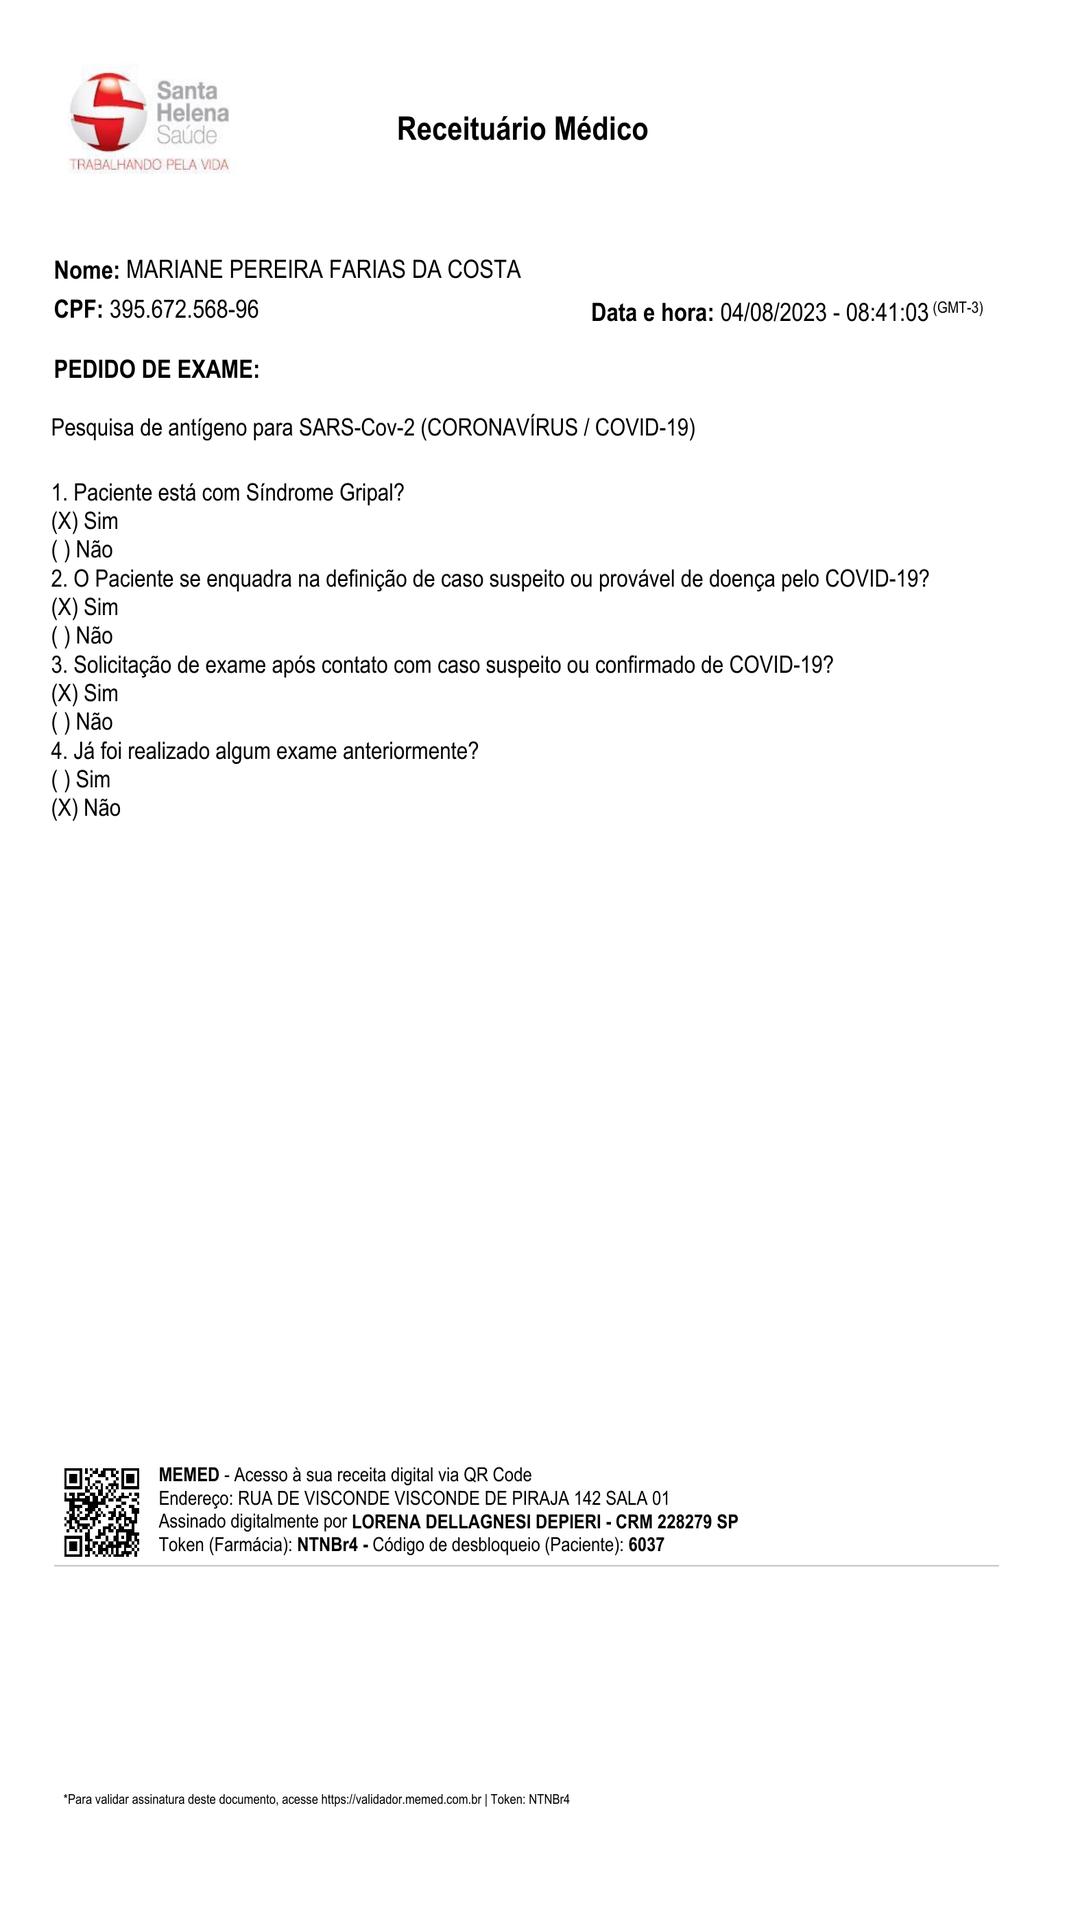 Santa
Helena
Saúde
TRABALHANDO PELA VIDA
Receituário Médico
Nome: MARIANE PEREIRA FARIAS DA COSTA
CPF: 395.672.568-96
Data e hora: 04/08/2023 - 08:41:03 (GMT-3)
PEDIDO DE EXAME:
Pesquisa de antígeno para SARS-Cov-2 (CORONAVÍRUS / COVID-19)
1. Paciente está com Síndrome Gripal?
(X) Sim
( ) Não
2. O Paciente se enquadra na definição de caso suspeito ou provável de doença pelo COVID-19?
(X) Sim
( ) Não
3. Solicitação de exame após contato com caso suspeito ou confirmado de COVID-19?
(X) Sim
( ) Não
4. Já foi realizado algum exame anteriormente?
( ) Sim
(X) Não
MEMED - Acesso à sua receita digital via QR Code
Endereço: RUA DE VISCONDE VISCONDE DE PIRAJA 142 SALA 01
Assinado digitalmente por LORENA DELLAGNESI DEPIERI - CRM 228279 SP
Token (Farmácia): NTNBr4 - Código de desbloqueio (Paciente): 6037
*Para validar assinatura deste documento, acesse https://validador.memed.com.br | Token: NTNBr4